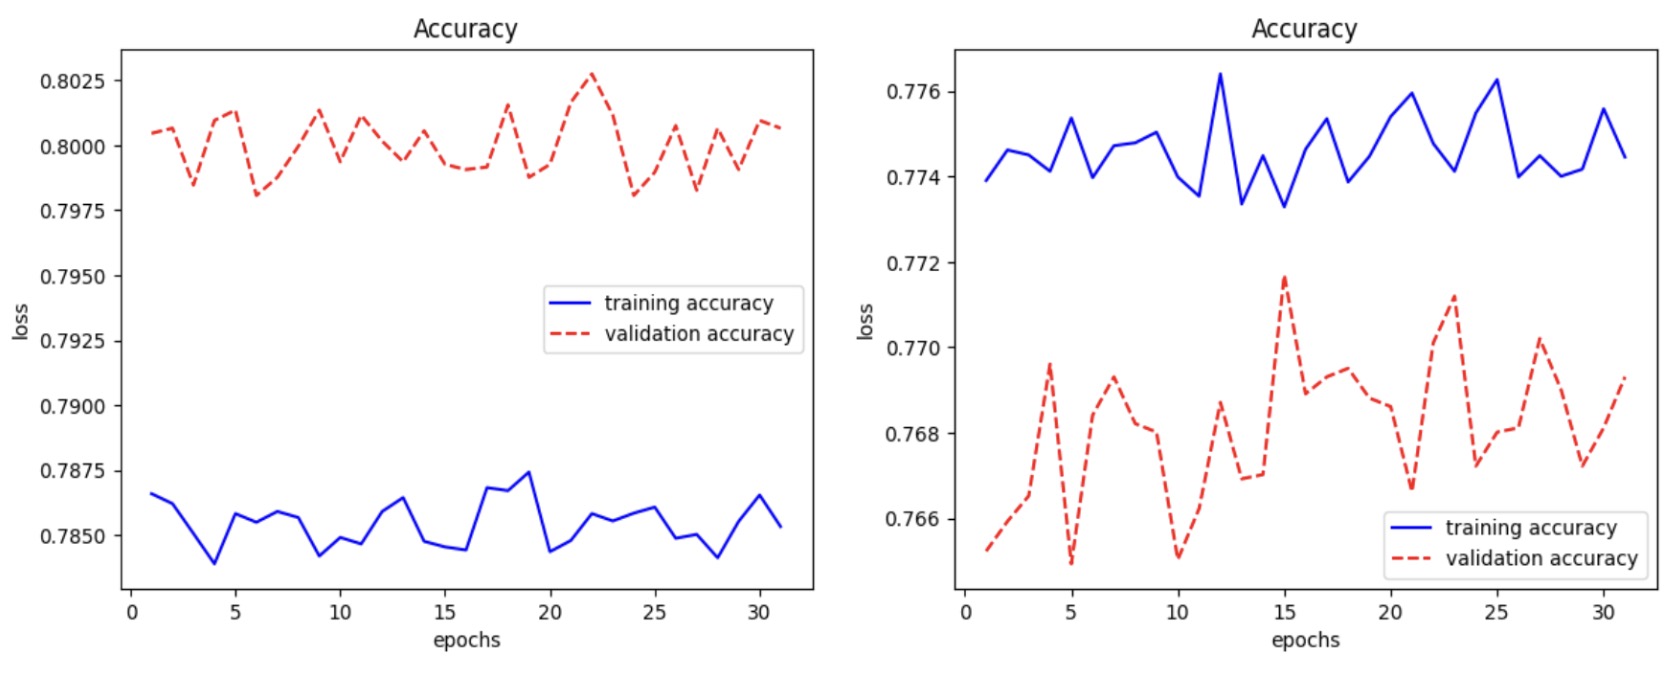 Accuracy
0.8025
0.8000
0.7975
0.7950
0.7925
0.7900
0.7875
0.7850
loss
training accuracy
validation accuracy
0 5 10 15 20 25 30
epochs
Accuracy
0.776
0.774
0.772
0.770
0.768
0.766
loss
training accuracy
validation accuracy
0 5 10 15 20 25 30
epochs